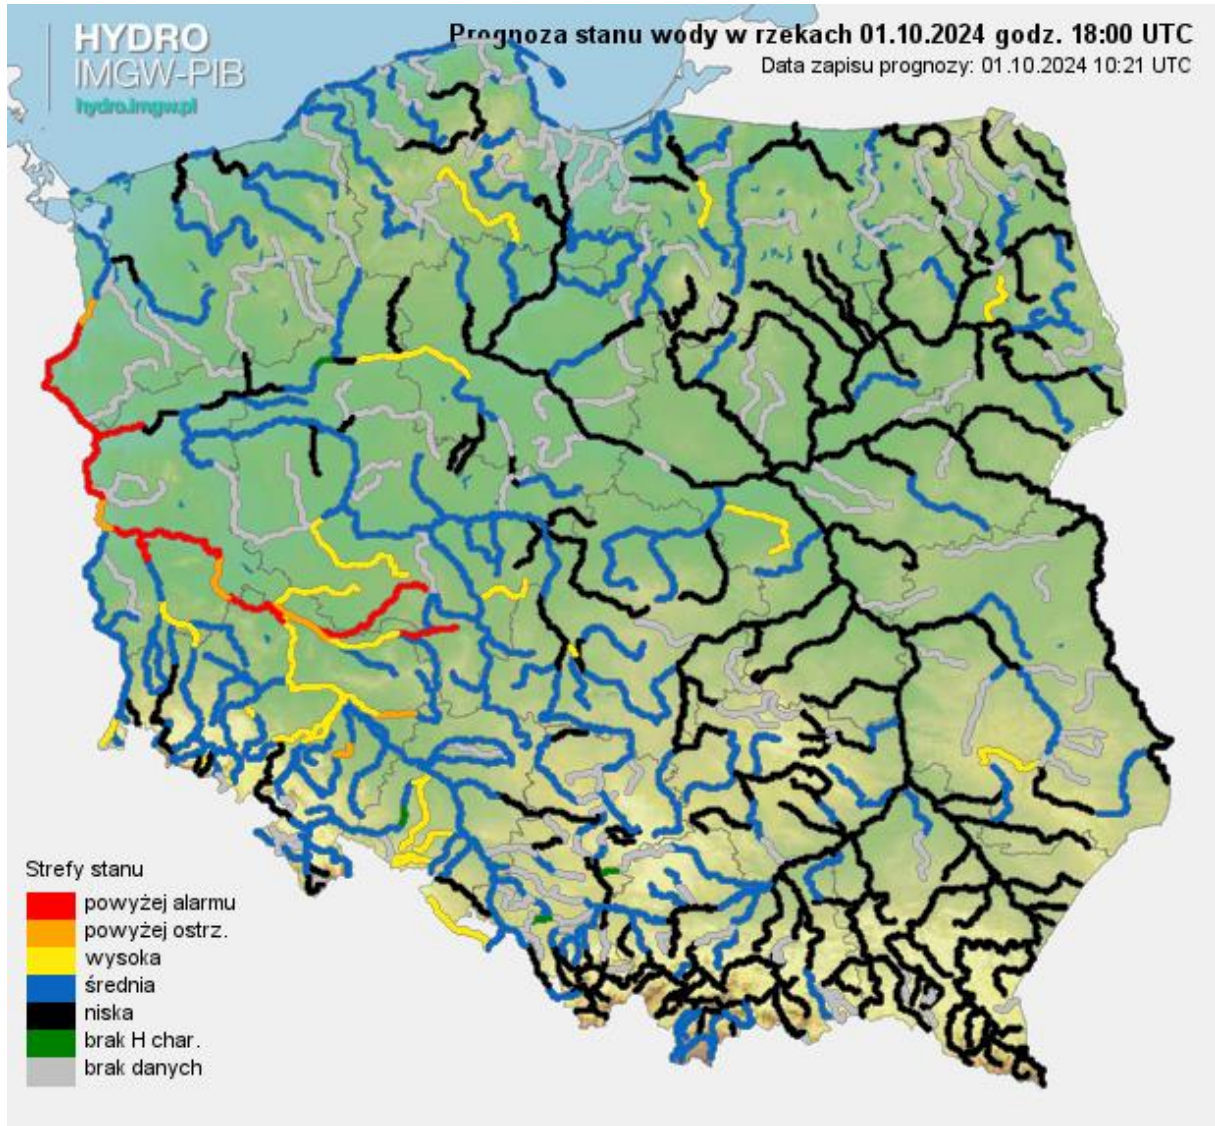 HYDRO
IMGW-PIB
hydro.imgw.pl
Prognoza stanu wody w rzekach 01.10.2024 godz. 18:00 UTC
Data zapisu prognozy: 01.10.2024 10:21 UTC
Strefy stanu
powyżej alarmu
powyżej ostrz.
wysoka
średnia
niska
brak H char.
brak danych